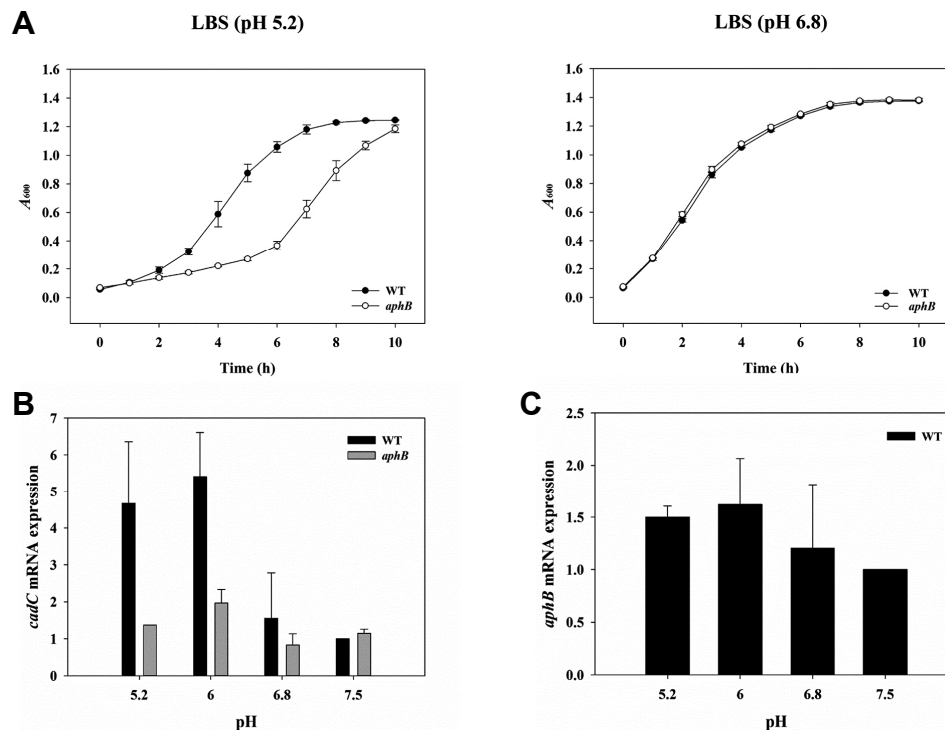 A
LBS (pH 5.2)
LBS (pH 6.8)
1.6
1.4
1.2
1.0
0.8
0.6
0.4
0.2
0.0
A600
WT
aphB
0 2 4 6 8 10
Time (h)
1.6
1.4
1.2
1.0
0.8
0.6
0.4
0.2
0.0
A600
WT
aphB
0 2 4 6 8 10
Time (h)
B
7
6
5
4
3
2
1
0
cadC mRNA expression
WT
aphB
5.2 6 6.8 7.5
pH
C
2.5
2.0
1.5
1.0
0.5
0.0
aphB mRNA expression
WT
5.2 6 6.8 7.5
pH